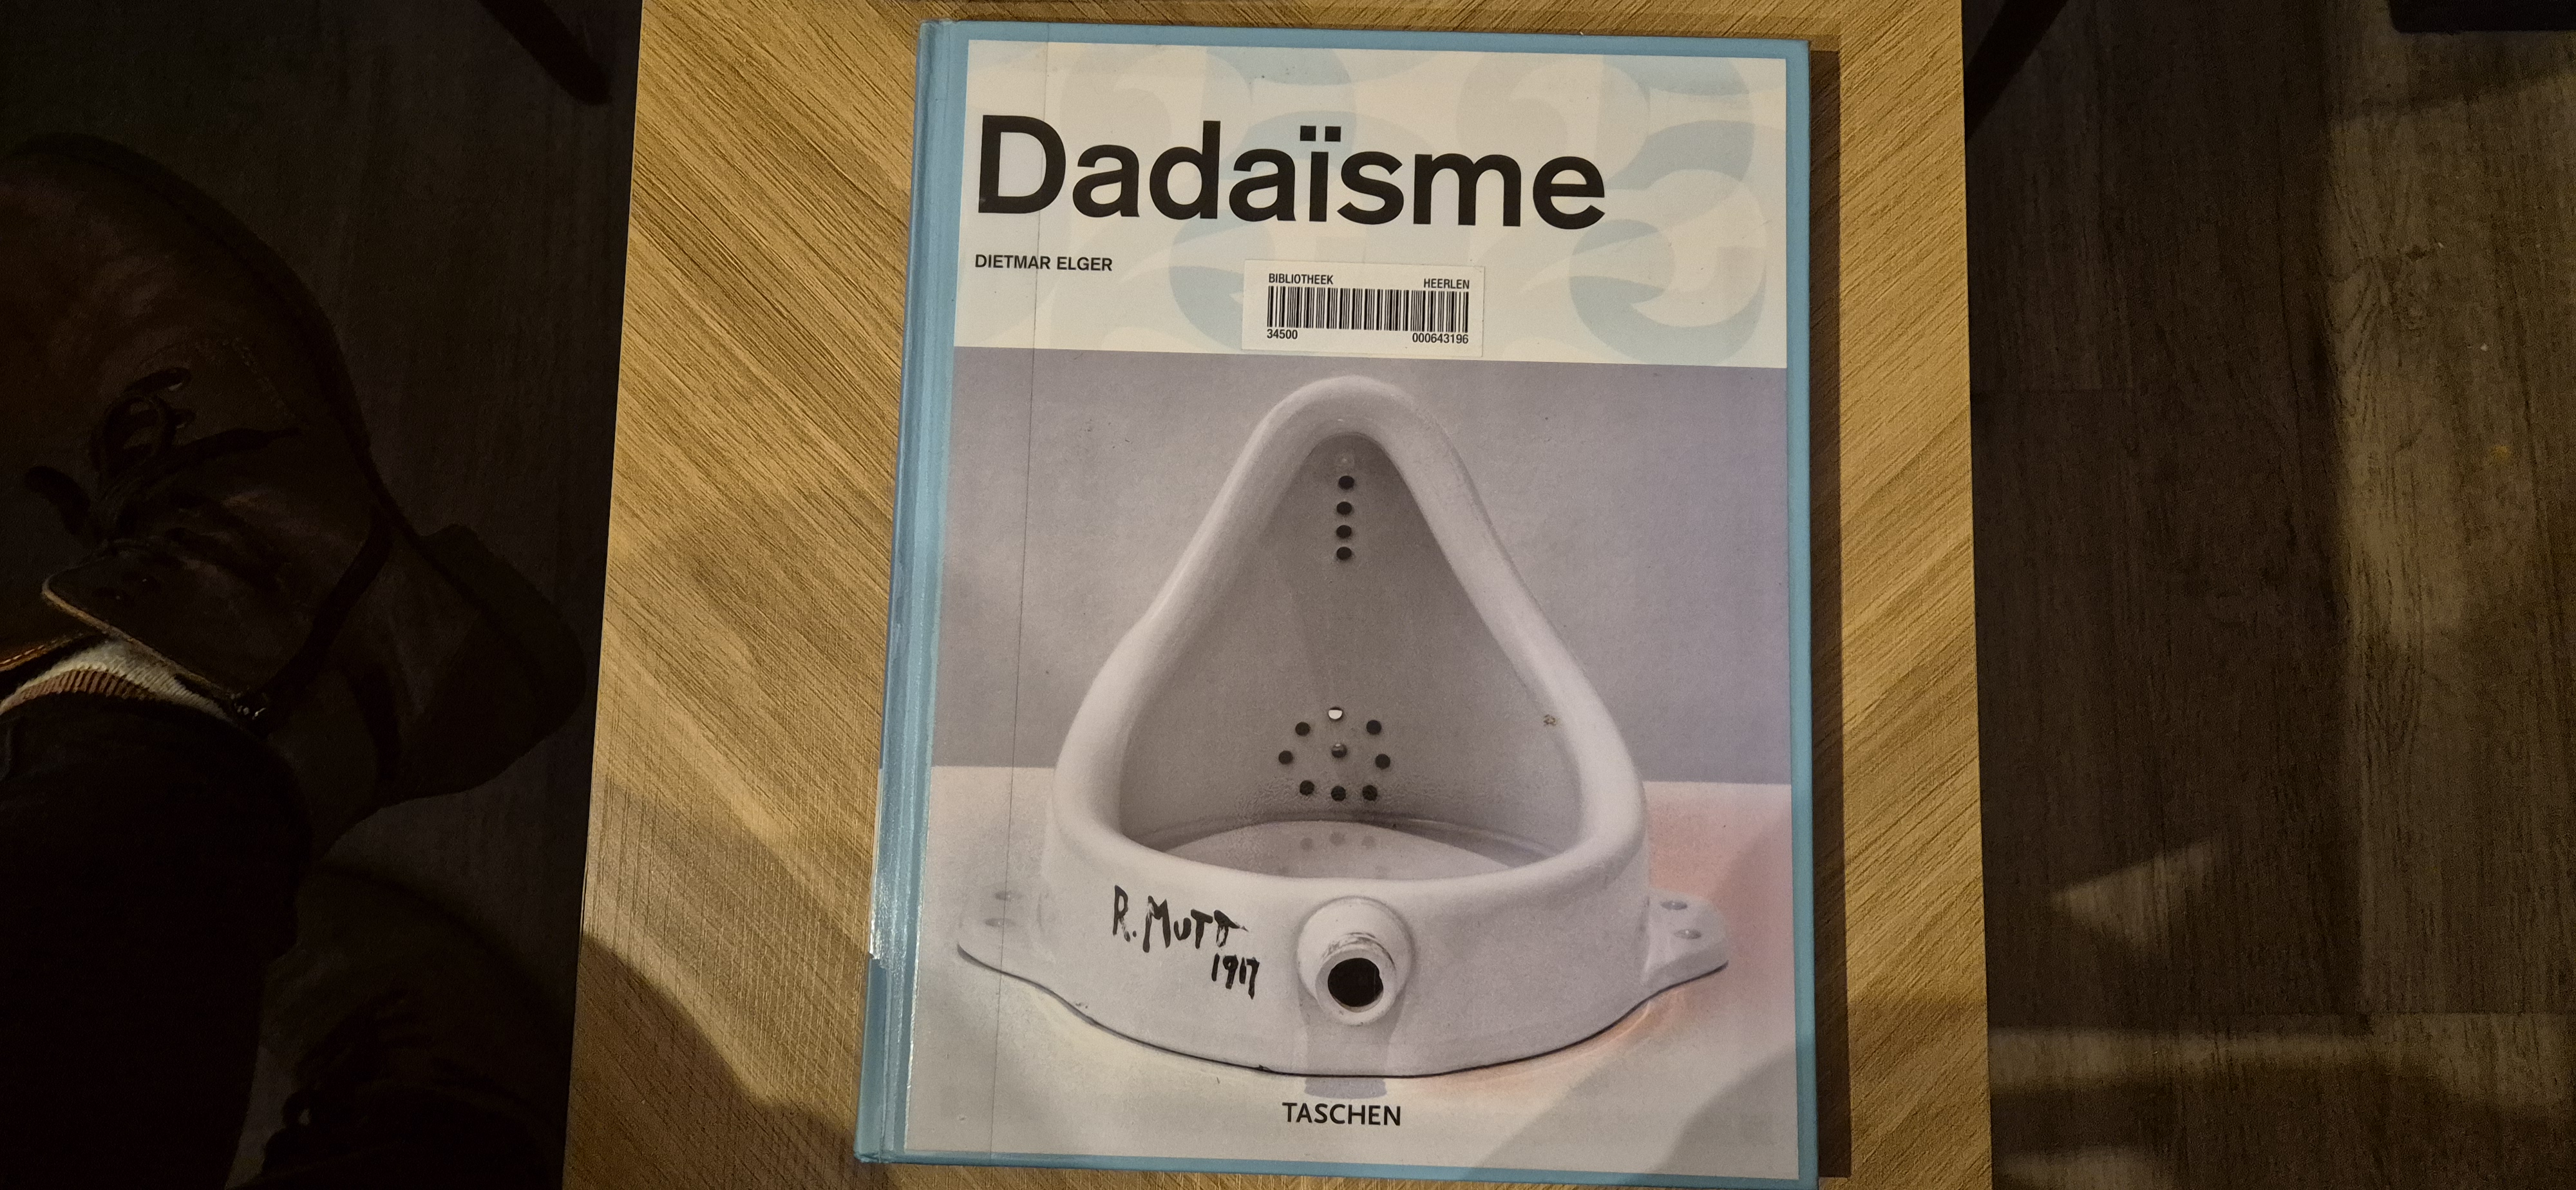 Dadaïsme
DIETMAR ELGER
BIBLIOTHEEK HEERLEN
34500 000643196
R. MUTT
1917
TASCHEN